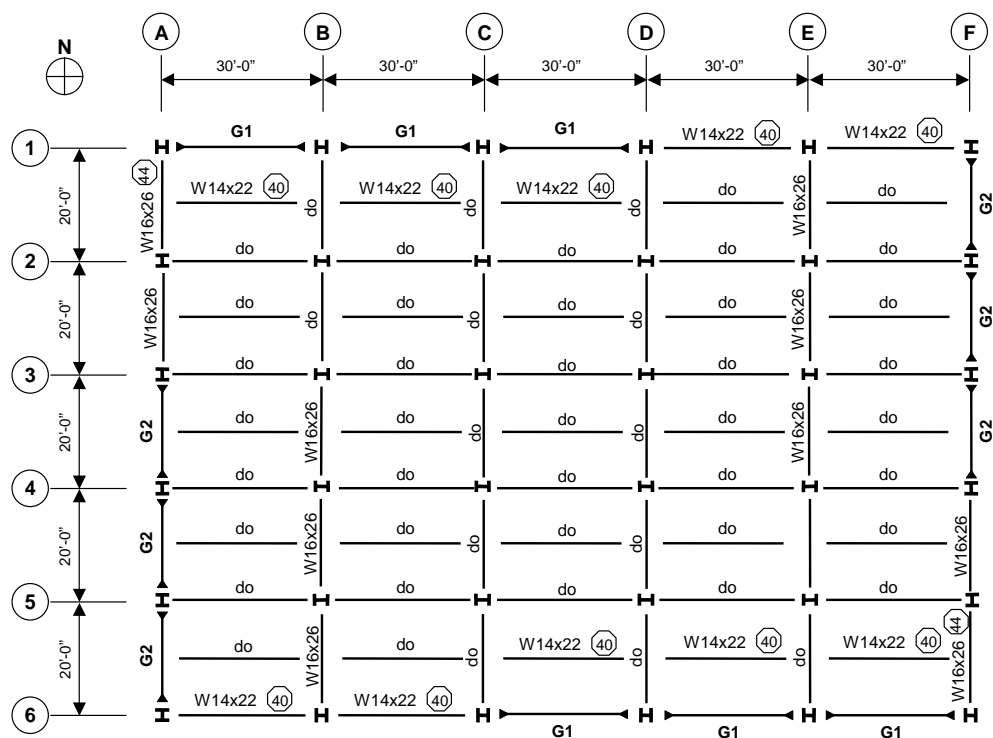 A B C D E F
N
30'-0" 30'-0" 30'-0" 30'-0" 30'-0"
1 G1 G1 G1 W14x22 40 W14x22 40
20'-0" W16x26 44 W14x22 40 do W14x22 40 do W14x22 40 do do W16x26 do G2
2 do do do do do
20'-0" W16x26 do do do do do do do W16x26 do G2
3 do do do do do
20'-0" G2 do W16x26 do do do do do W16x26 do G2
4 do do do do do
20'-0" G2 do W16x26 do do do do do do W16x26
5 do do do do do
20'-0" G2 do W16x26 do do W14x22 40 do W14x22 40 do W14x22 40 W16x26 44
6 W14x22 40 W14x22 40
G1 G1 G1